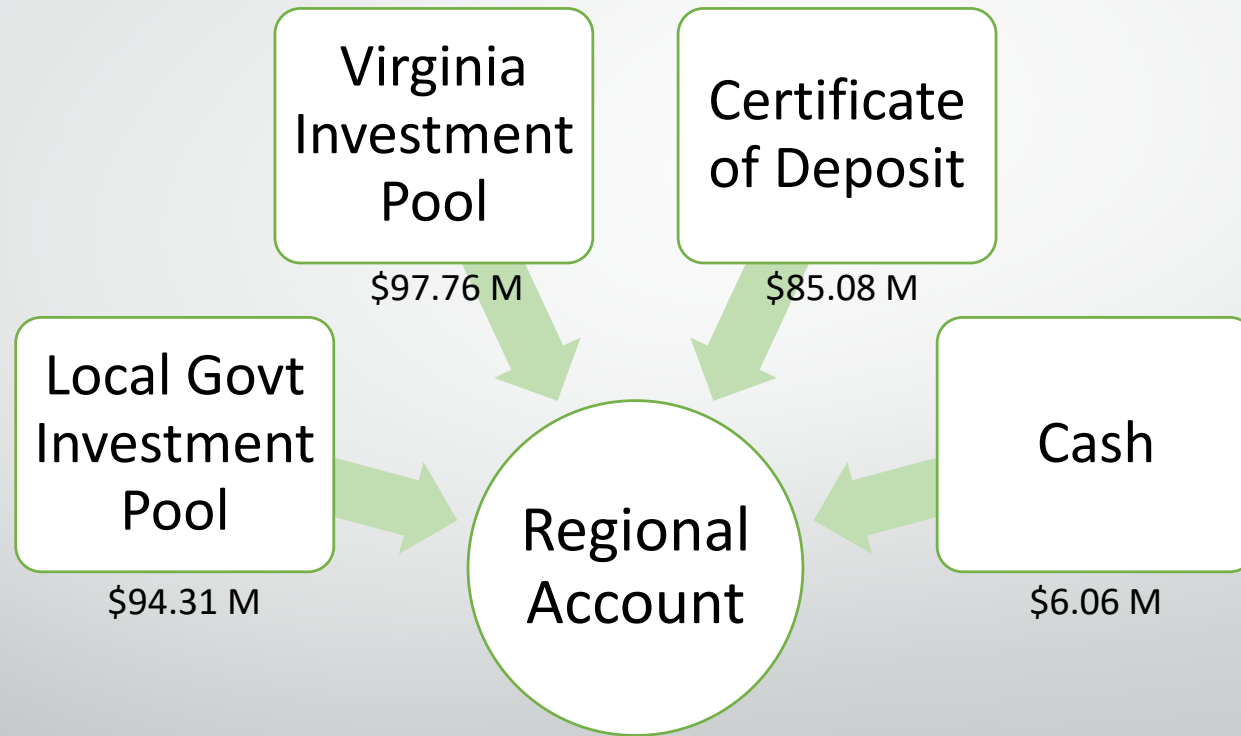 Virginia
Investment
Pool
$97.76 M
Certificate
of Deposit
$85.08 M
Local Govt
Investment
Pool
$94.31 M
Cash
$6.06 M
Regional
Account